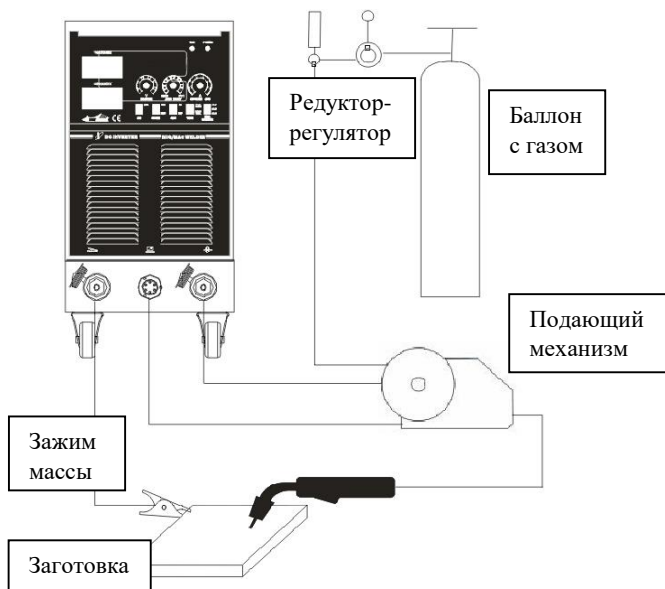 Редуктор-
регулятор
Баллон
с газом
Подающий
механизм
Зажим
массы
Заготовка